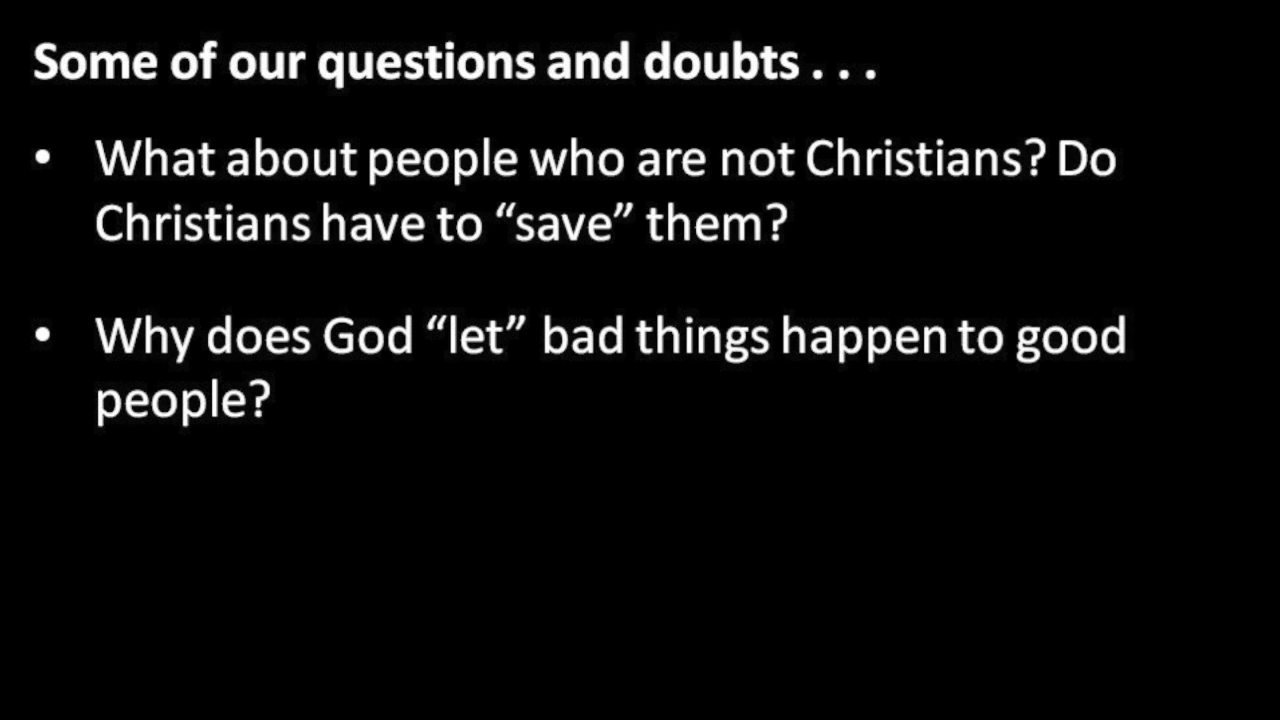 Some of our questions and doubts . . .
• What about people who are not Christians? Do
Christians have to “save” them?
• Why does God “let” bad things happen to good
people?